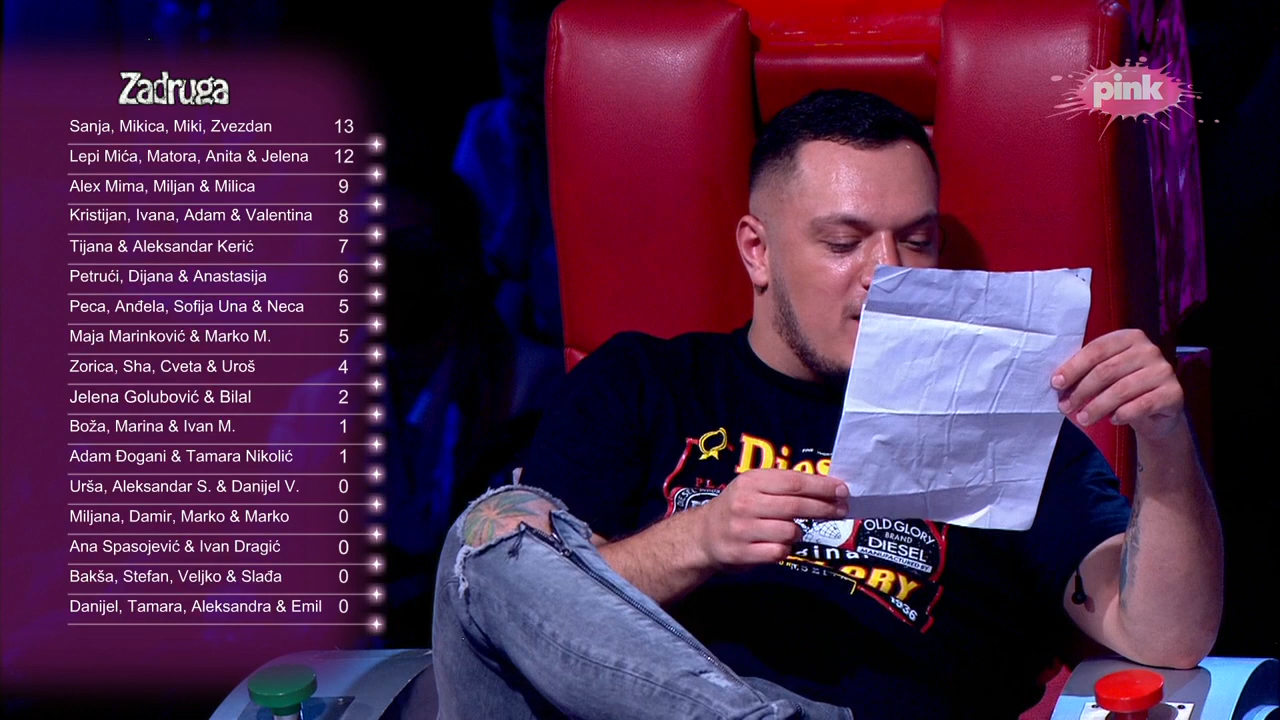 Zadruga
Sanja, Mikica, Miki, Zvezdan 13
Lepi Mića, Matora, Anita & Jelena 12
Alex Mima, Miljan & Milica 9
Kristijan, Ivana, Adam & Valentina 8
Tijana & Aleksandar Kerić 7
Petrući, Dijana & Anastasija 6
Peca, Anđela, Sofija Una & Neca 5
Maja Marinković & Marko M. 5
Zorica, Sha, Cveta & Uroš 4
Jelena Golubović & Bilal 2
Boža, Marina & Ivan M. 1
Adam Đogani & Tamara Nikolić 1
Urša, Aleksandar S. & Danijel V. 0
Miljana, Damir, Marko & Marko 0
Ana Spasojević & Ivan Dragić 0
Bakša, Stefan, Veljko & Slađa 0
Danijel, Tamara, Aleksandra & Emil 0
pink
OLD GLORY
BRAND
DIESEL
MANUFACTURED BY
1936